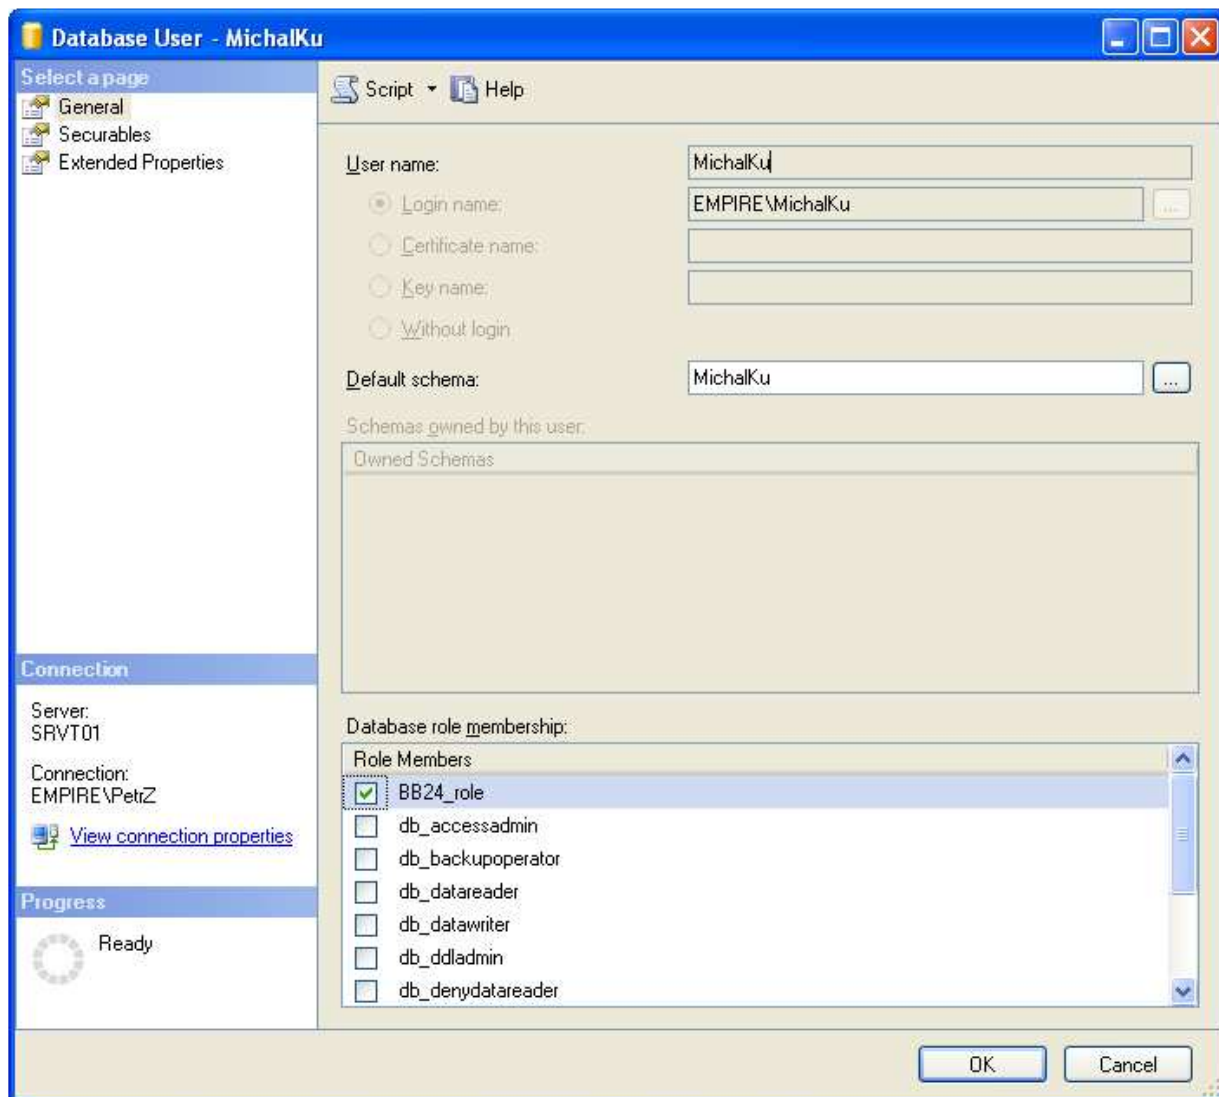 Database User - MichalKu
Select a page
General
Securables
Extended Properties
Script Help
User name: MichalKu
Login name: EMPIRE\MichalKu ...
Certificate name:
Key name:
Without login
Default schema: MichalKu ...
Schemas owned by this user:
Owned Schemas
Connection
Server:
SRVT01
Connection:
EMPIRE\PetrZ
View connection properties
Progress
Ready
Database role membership:
Role Members
BB24_role
db_accessadmin
db_backupoperator
db_datareader
db_datawriter
db_ddladmin
db_denydatareader
OK Cancel